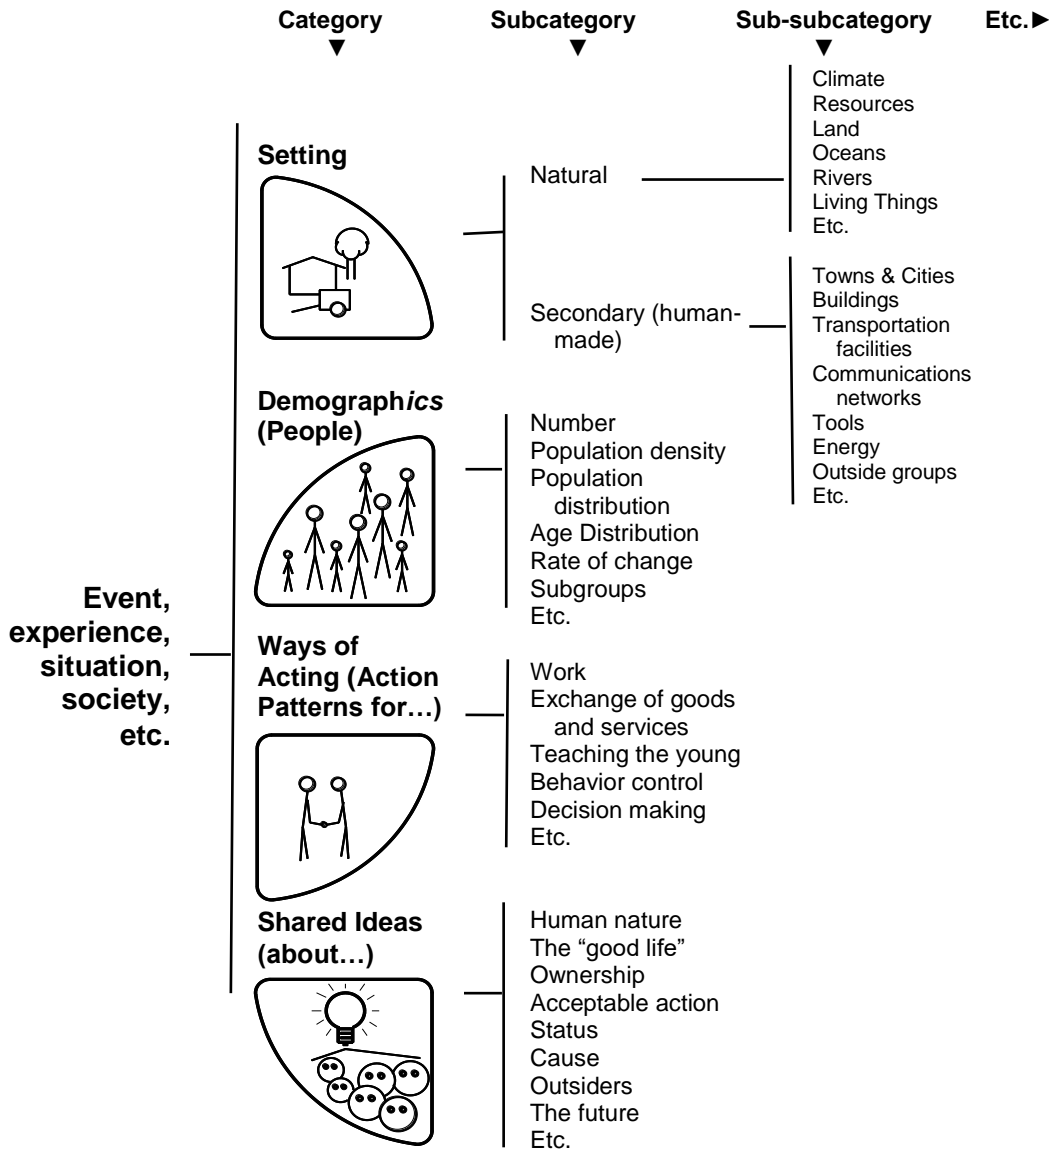 Category
Subcategory
Sub-subcategory
Etc.►
▼
▼
▼
Event,
experience,
situation,
society,
etc.
Setting
Natural
Climate
Resources
Land
Oceans
Rivers
Living Things
Etc.
Secondary (human-
made)
Towns & Cities
Buildings
Transportation
facilities
Communications
networks
Tools
Energy
Outside groups
Etc.
Demographics
(People)
Number
Population density
Population
distribution
Age Distribution
Rate of change
Subgroups
Etc.
Ways of
Acting (Action
Patterns for…)
Work
Exchange of goods
and services
Teaching the young
Behavior control
Decision making
Etc.
Shared Ideas
(about…)
Human nature
The “good life”
Ownership
Acceptable action
Status
Cause
Outsiders
The future
Etc.